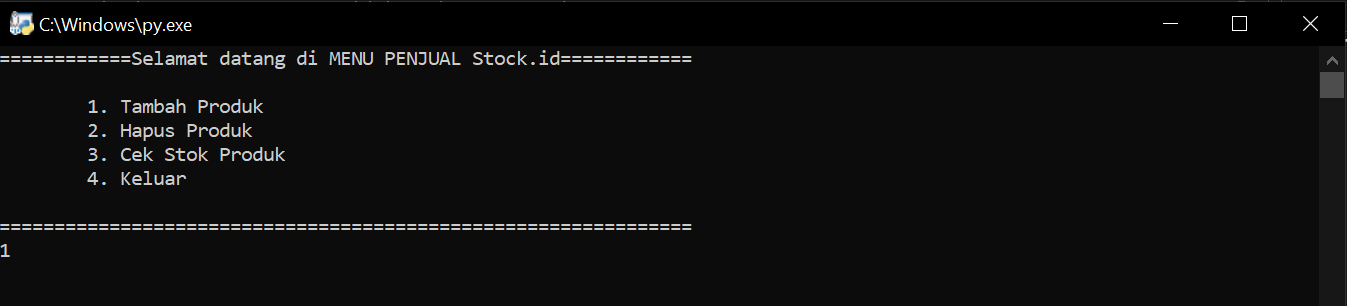 C:\Windows\py.exe
============Selamat datang di MENU PENJUAL Stock.id============
1. Tambah Produk
2. Hapus Produk
3. Cek Stok Produk
4. Keluar
===============================================================
1